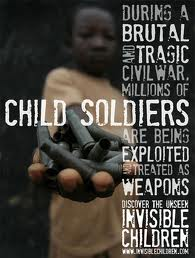 DURING A
BRUTAL
AND TRAGIC
CIVIL WAR,
MILLIONS OF
CHILD SOLDIERS
ARE BEING
EXPLOITED
AND TREATED AS
WEAPONS
DISCOVER THE UNSEEN
INVISIBLE
CHILDREN
WWW.INVISIBLECHILDREN.COM